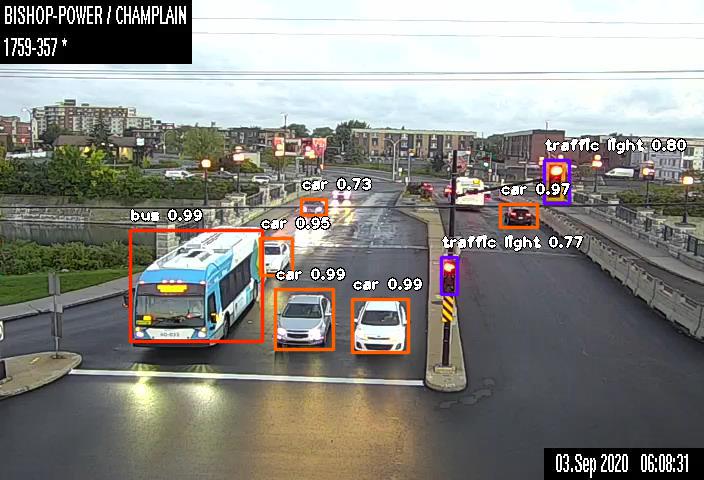 BISHOP-POWER / CHAMPLAIN
1759-357 *
traffic light 0.80
car 0.73
car 0.97
bus 0.99
car 0.95
traffic light 0.77
car 0.99
car 0.99
03.Sep 2020 06:08:31